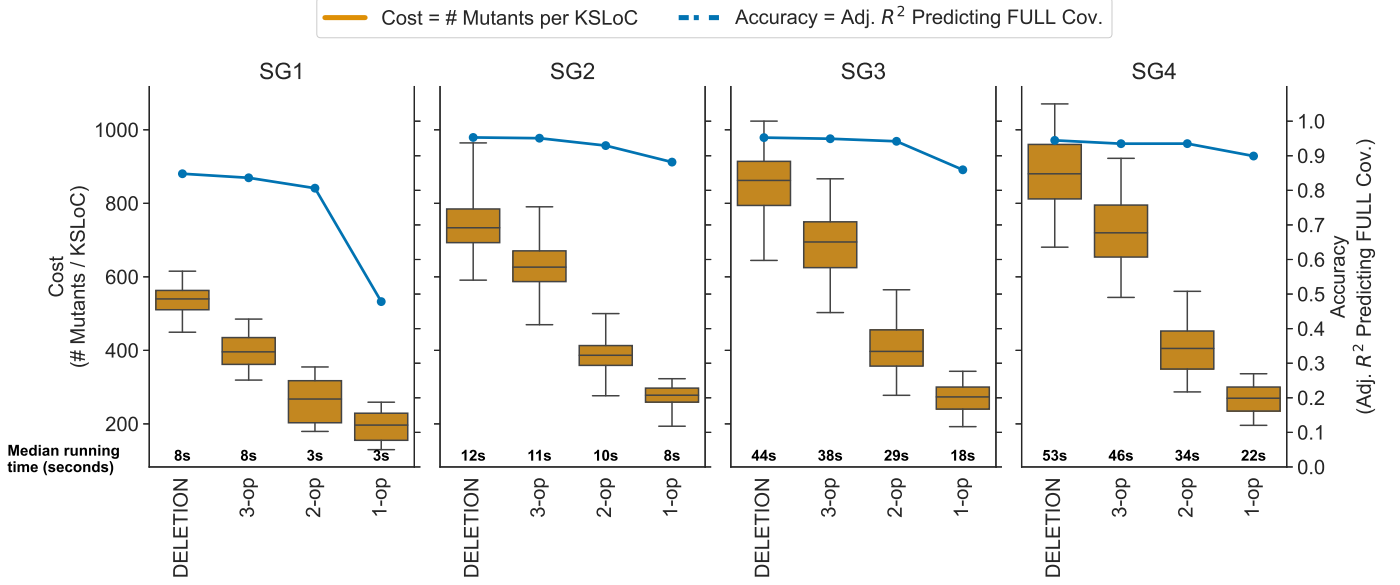 Cost = # Mutants per KSLoC
Accuracy = Adj. R² Predicting FULL Cov.
SG1
SG2
SG3
SG4
Cost
(# Mutants / KSLoC)
1000
800
600
400
200
1.0
0.9
0.8
0.7
0.6
0.5
0.4
0.3
0.2
0.1
0.0
Accuracy
(Adj. R² Predicting FULL Cov.)
Median running
time (seconds)
8s 8s 3s 3s
12s 11s 10s 8s
44s 38s 29s 18s
53s 46s 34s 22s
DELETION 3-op 2-op 1-op
DELETION 3-op 2-op 1-op
DELETION 3-op 2-op 1-op
DELETION 3-op 2-op 1-op